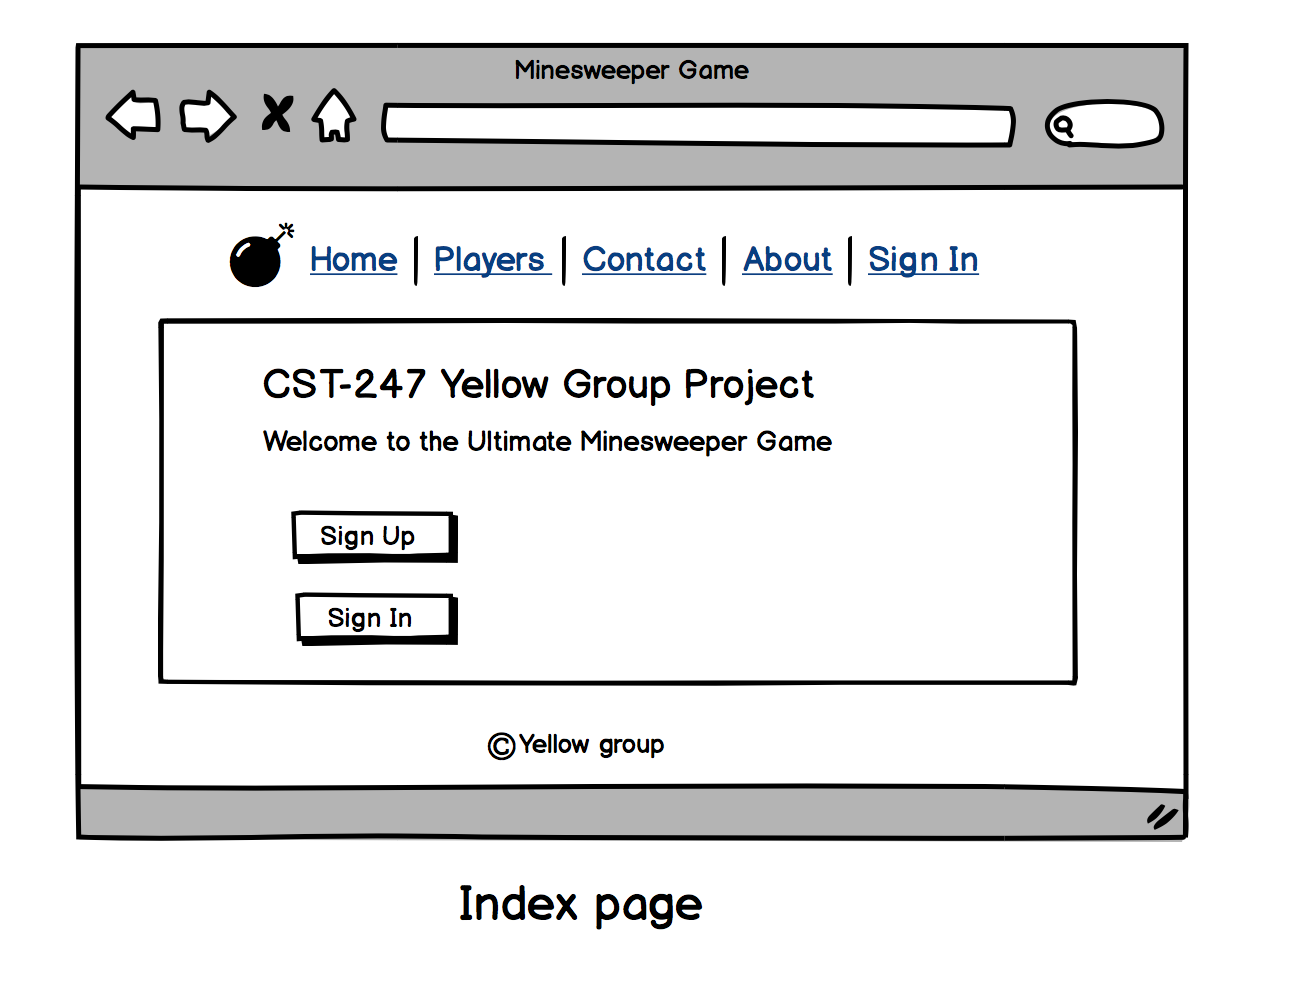 Minesweeper Game
Home | Players | Contact | About | Sign In
CST-247 Yellow Group Project
Welcome to the Ultimate Minesweeper Game
Sign Up
Sign In
©Yellow group
Index page